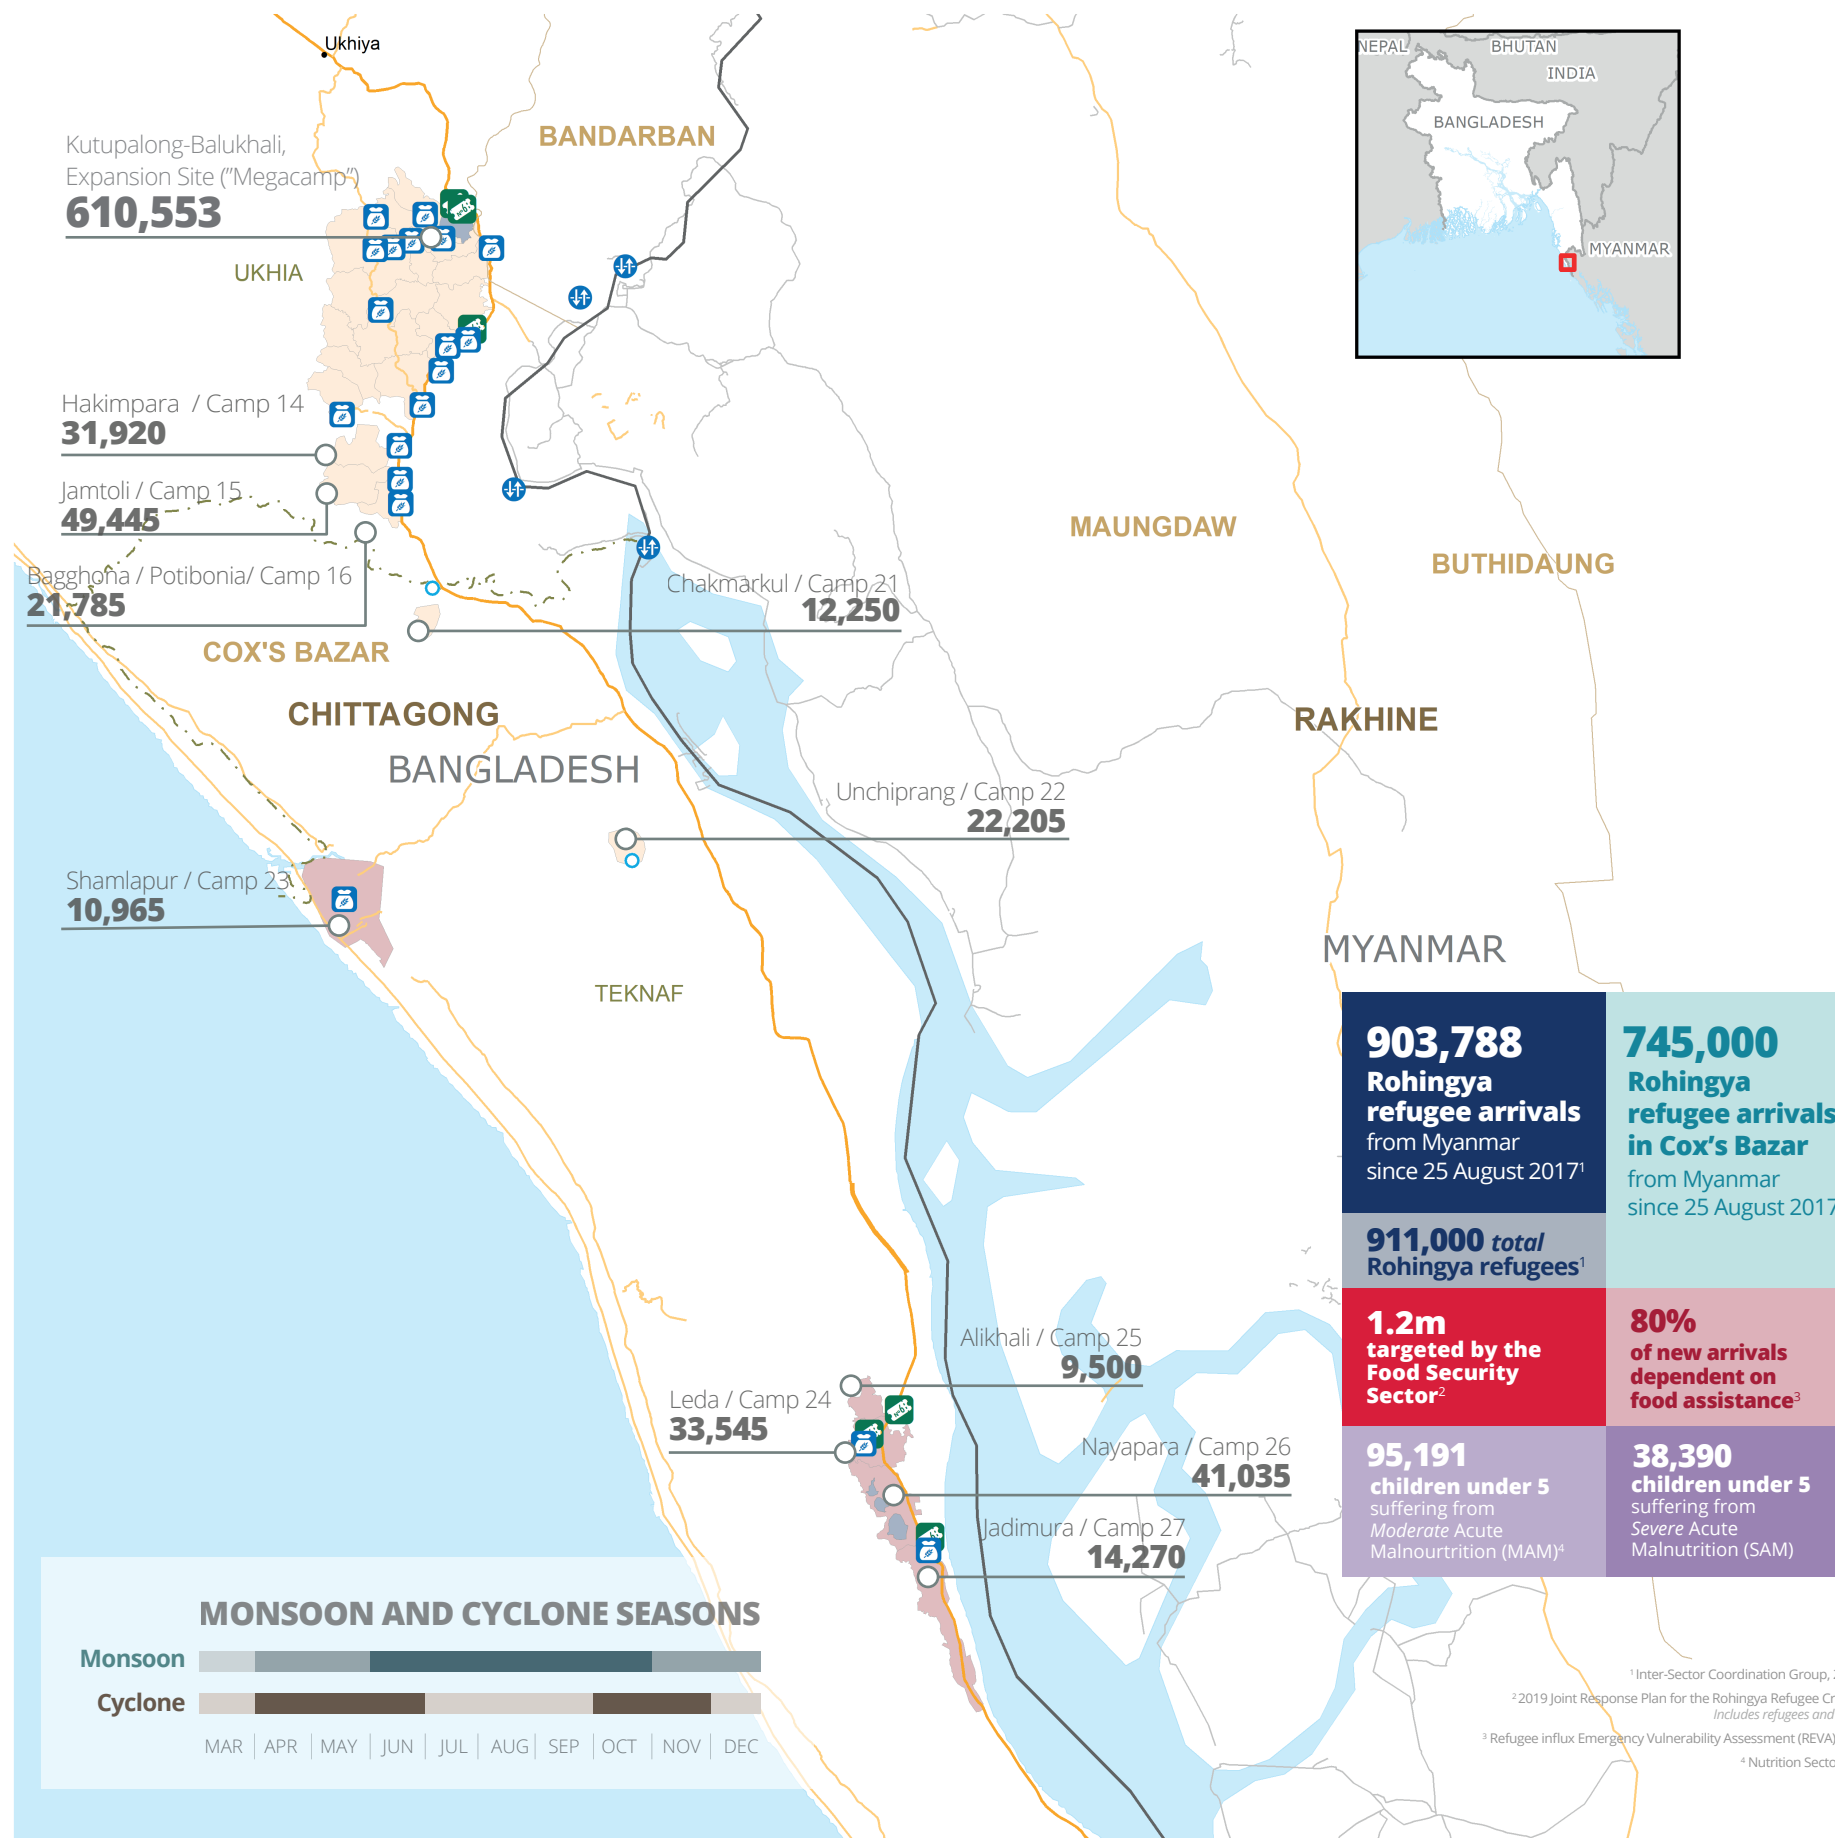 Ukhiya
Kutupalong-Balukhali,
Expansion Site ("Megacamp")
610,553
BANDARBAN
UKHIA
NEPAL
BHUTAN
INDIA
BANGLADESH
MYANMAR
Hakimpara / Camp 14
31,920
Jamtoli / Camp 15
49,445
Bagghona / Potibonia/ Camp 16
21,785
Chakmarkul / Camp 21
12,250
MAUNGDAW
BUTHIDAUNG
COX'S BAZAR
CHITTAGONG
BANGLADESH
RAKHINE
Unchiprang / Camp 22
22,205
Shamlapur / Camp 23
10,965
TEKNAF
MYANMAR
903,788
Rohingya
refugee arrivals
from Myanmar
since 25 August 2017¹
745,000
Rohingya
refugee arrivals
in Cox's Bazar
from Myanmar
since 25 August 2017
911,000 total
Rohingya refugees¹
1.2m
targeted by the
Food Security
Sector²
80%
of new arrivals
dependent on
food assistance³
95,191
children under 5
suffering from
Moderate Acute
Malnourtrition (MAM)⁴
38,390
children under 5
suffering from
Severe Acute
Malnutrition (SAM)
Alikhali / Camp 25
9,500
Leda / Camp 24
33,545
Nayapara / Camp 26
41,035
Jadimura / Camp 27
14,270
MONSOON AND CYCLONE SEASONS
Monsoon
Cyclone
MAR APR MAY JUN JUL AUG SEP OCT NOV DEC
¹ Inter-Sector Coordination Group,
² 2019 Joint Response Plan for the Rohingya Refugee
Includes refugees and
³ Refugee influx Emergency Vulnerability Assessment (REVA)
⁴ Nutrition